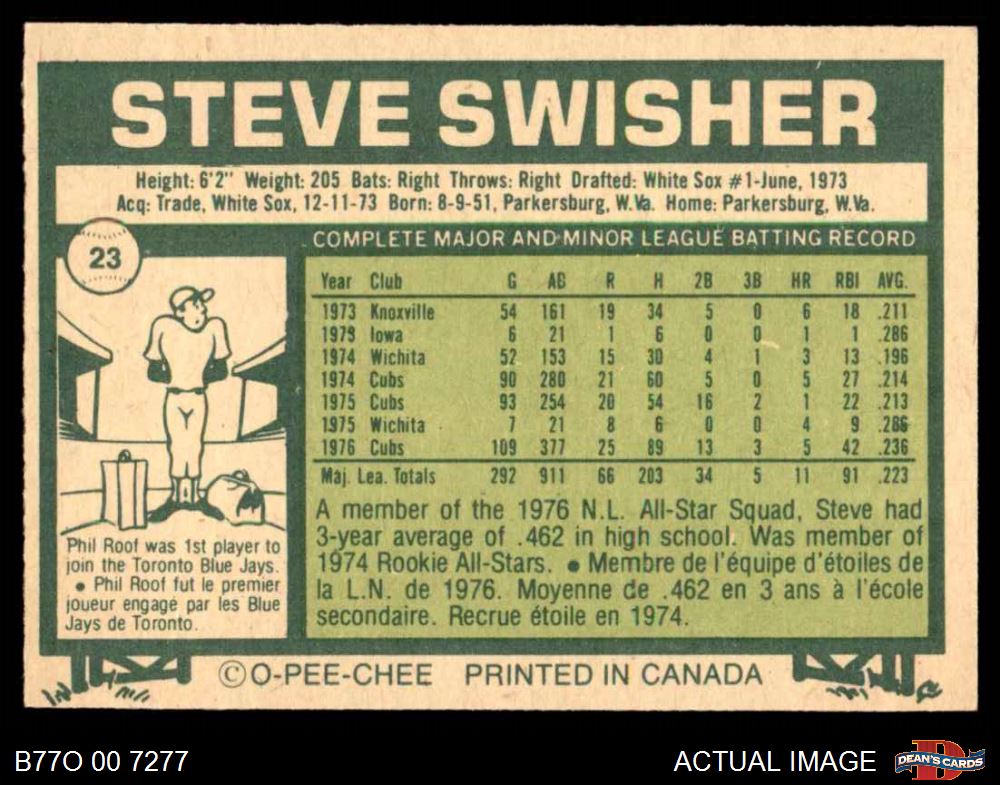 STEVE SWISHER
Height: 6'2" Weight: 205 Bats: Right Throws: Right Drafted: White Sox #1-June, 1973
Acq: Trade, White Sox, 12-11-73 Born: 8-9-51, Parkersburg, W.Va. Home: Parkersburg, W.Va.
23
COMPLETE MAJOR AND MINOR LEAGUE BATTING RECORD
Year Club G AB R H 2B 3B HR RBI AVG.
1973 Knoxville 54 161 19 34 5 0 6 18 .211
1973 Iowa 6 21 1 6 0 0 1 1 .286
1974 Wichita 52 153 15 30 4 1 3 13 .196
1974 Cubs 90 280 21 60 5 0 5 27 .214
1975 Cubs 93 254 20 54 16 2 1 22 .213
1975 Wichita 7 21 8 6 0 0 4 9 .286
1976 Cubs 109 377 25 89 13 3 5 42 .236
Maj. Lea. Totals 292 911 66 203 34 5 11 91 .223
A member of the 1976 N.L. All-Star Squad, Steve had
3-year average of .462 in high school. Was member of
1974 Rookie All-Stars. ● Membre de l'équipe d'étoiles de
la L.N. de 1976. Moyenne de .462 en 3 ans à l'école
secondaire. Recrue étoile en 1974.
Phil Roof was 1st player to
join the Toronto Blue Jays.
● Phil Roof fut le premier
joueur engagé par les Blue
Jays de Toronto.
© O-PEE-CHEE PRINTED IN CANADA
B77O 00 7277
ACTUAL IMAGE
DEAN'S CARDS